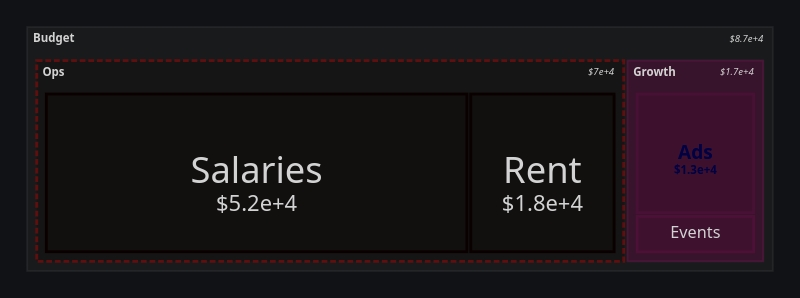 Budget
$8.7e+4
Ops
$7e+4
Growth
$1.7e+4
Salaries
$5.2e+4
Rent
$1.8e+4
Ads
$1.3e+4
Events